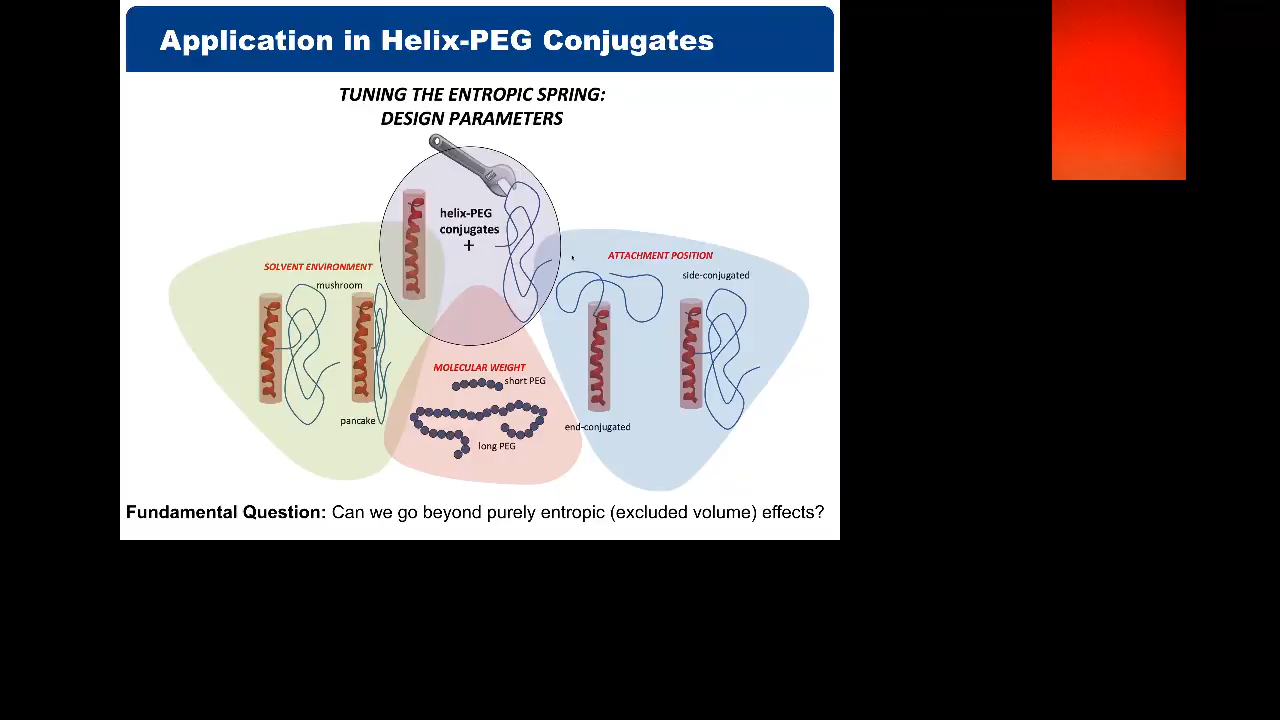 Application in Helix-PEG Conjugates
TUNING THE ENTROPIC SPRING:
DESIGN PARAMETERS
helix-PEG
conjugates
+
SOLVENT ENVIRONMENT
mushroom
pancake
MOLECULAR WEIGHT
short PEG
long PEG
ATTACHMENT POSITION
side-conjugated
end-conjugated
Fundamental Question: Can we go beyond purely entropic (excluded volume) effects?